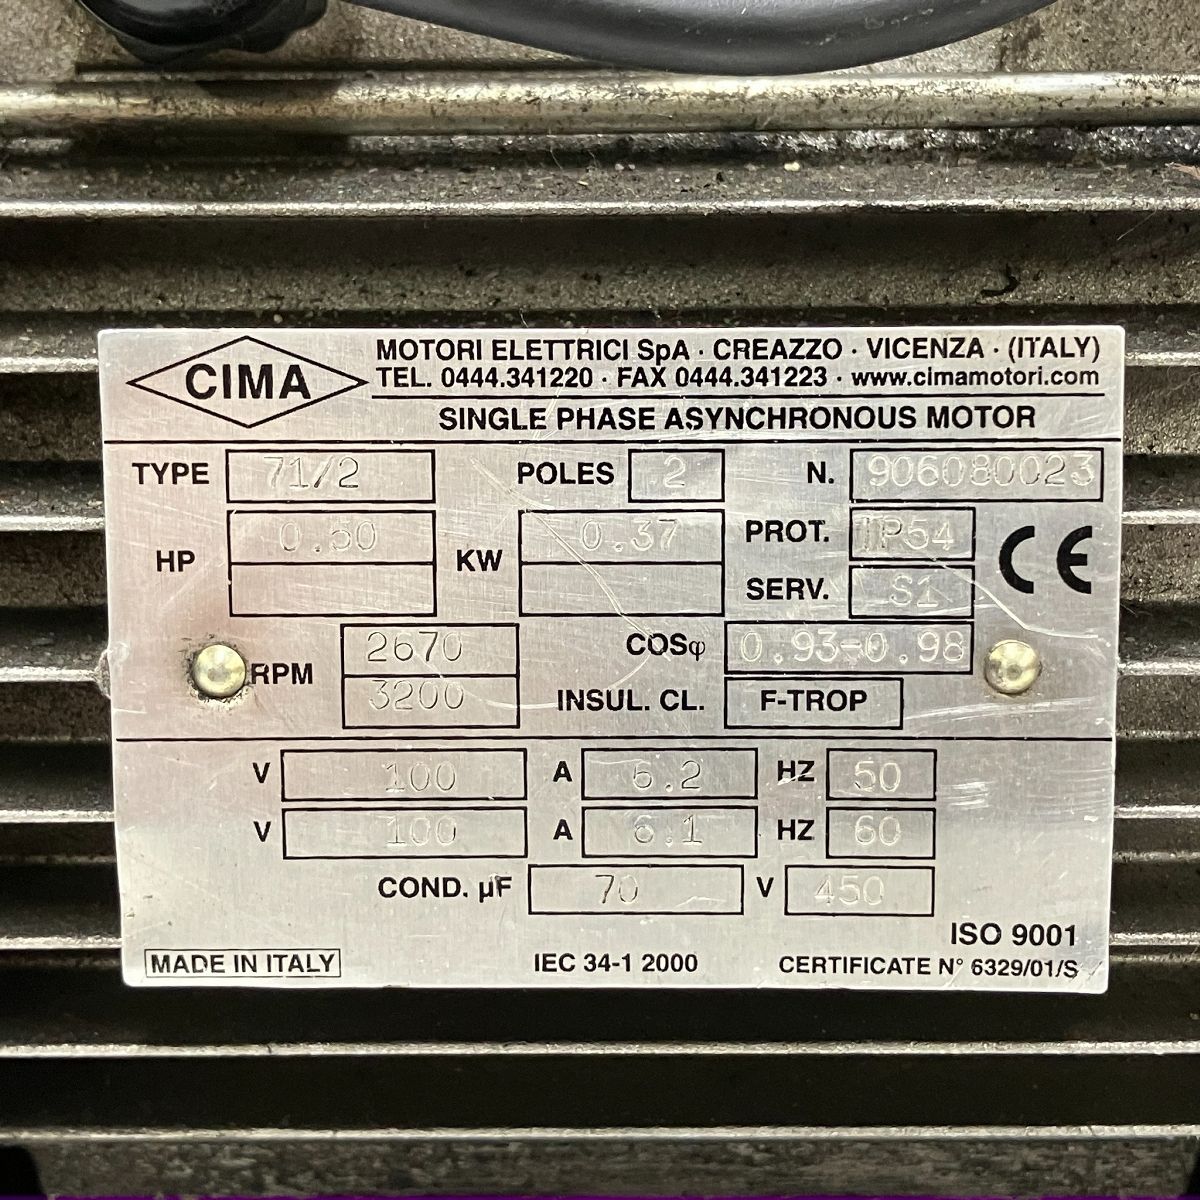 CIMA
MOTORI ELETTRICI SpA · CREAZZO · VICENZA · (ITALY)
TEL. 0444.341220 · FAX 0444.341223 · www.cimamotori.com
SINGLE PHASE ASYNCHRONOUS MOTOR
TYPE 71/2 POLES 2 N. 906080023
HP 0.50 KW 0.37 PROT. IP54
SERV. S1
CE
RPM 2670 COSφ 0.93-0.98
3200 INSUL. CL. F-TROP
V 100 A 6.2 HZ 50
V 100 A 6.1 HZ 60
COND. µF 70 V 450
ISO 9001
MADE IN ITALY IEC 34-1 2000 CERTIFICATE N° 6329/01/S